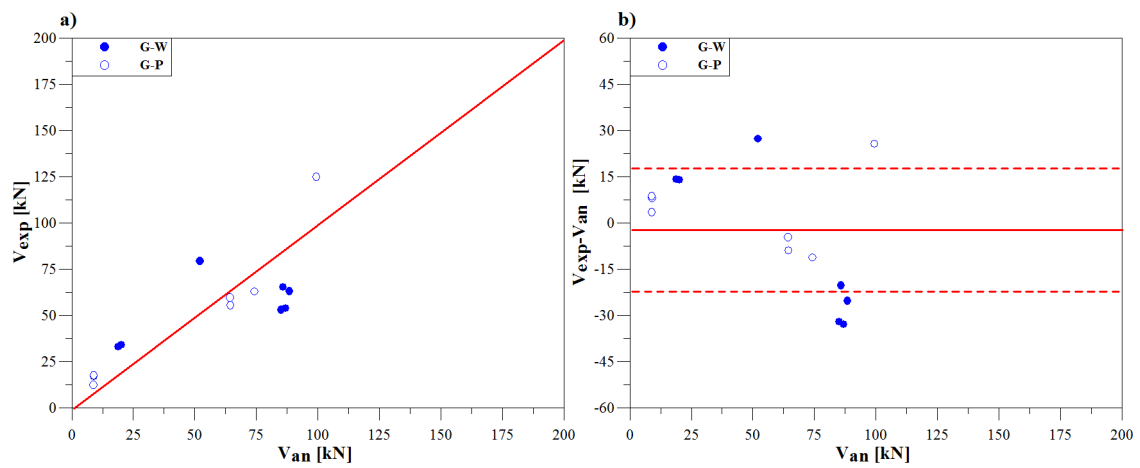 a)
G-W
G-P
200
175
150
125
100
75
50
25
0
Vexp [kN]
0 25 50 75 100 125 150 175 200
Van [kN]
b)
G-W
G-P
60
45
30
15
0
-15
-30
-45
-60
Vexp-Van [kN]
0 25 50 75 100 125 150 175 200
Van [kN]